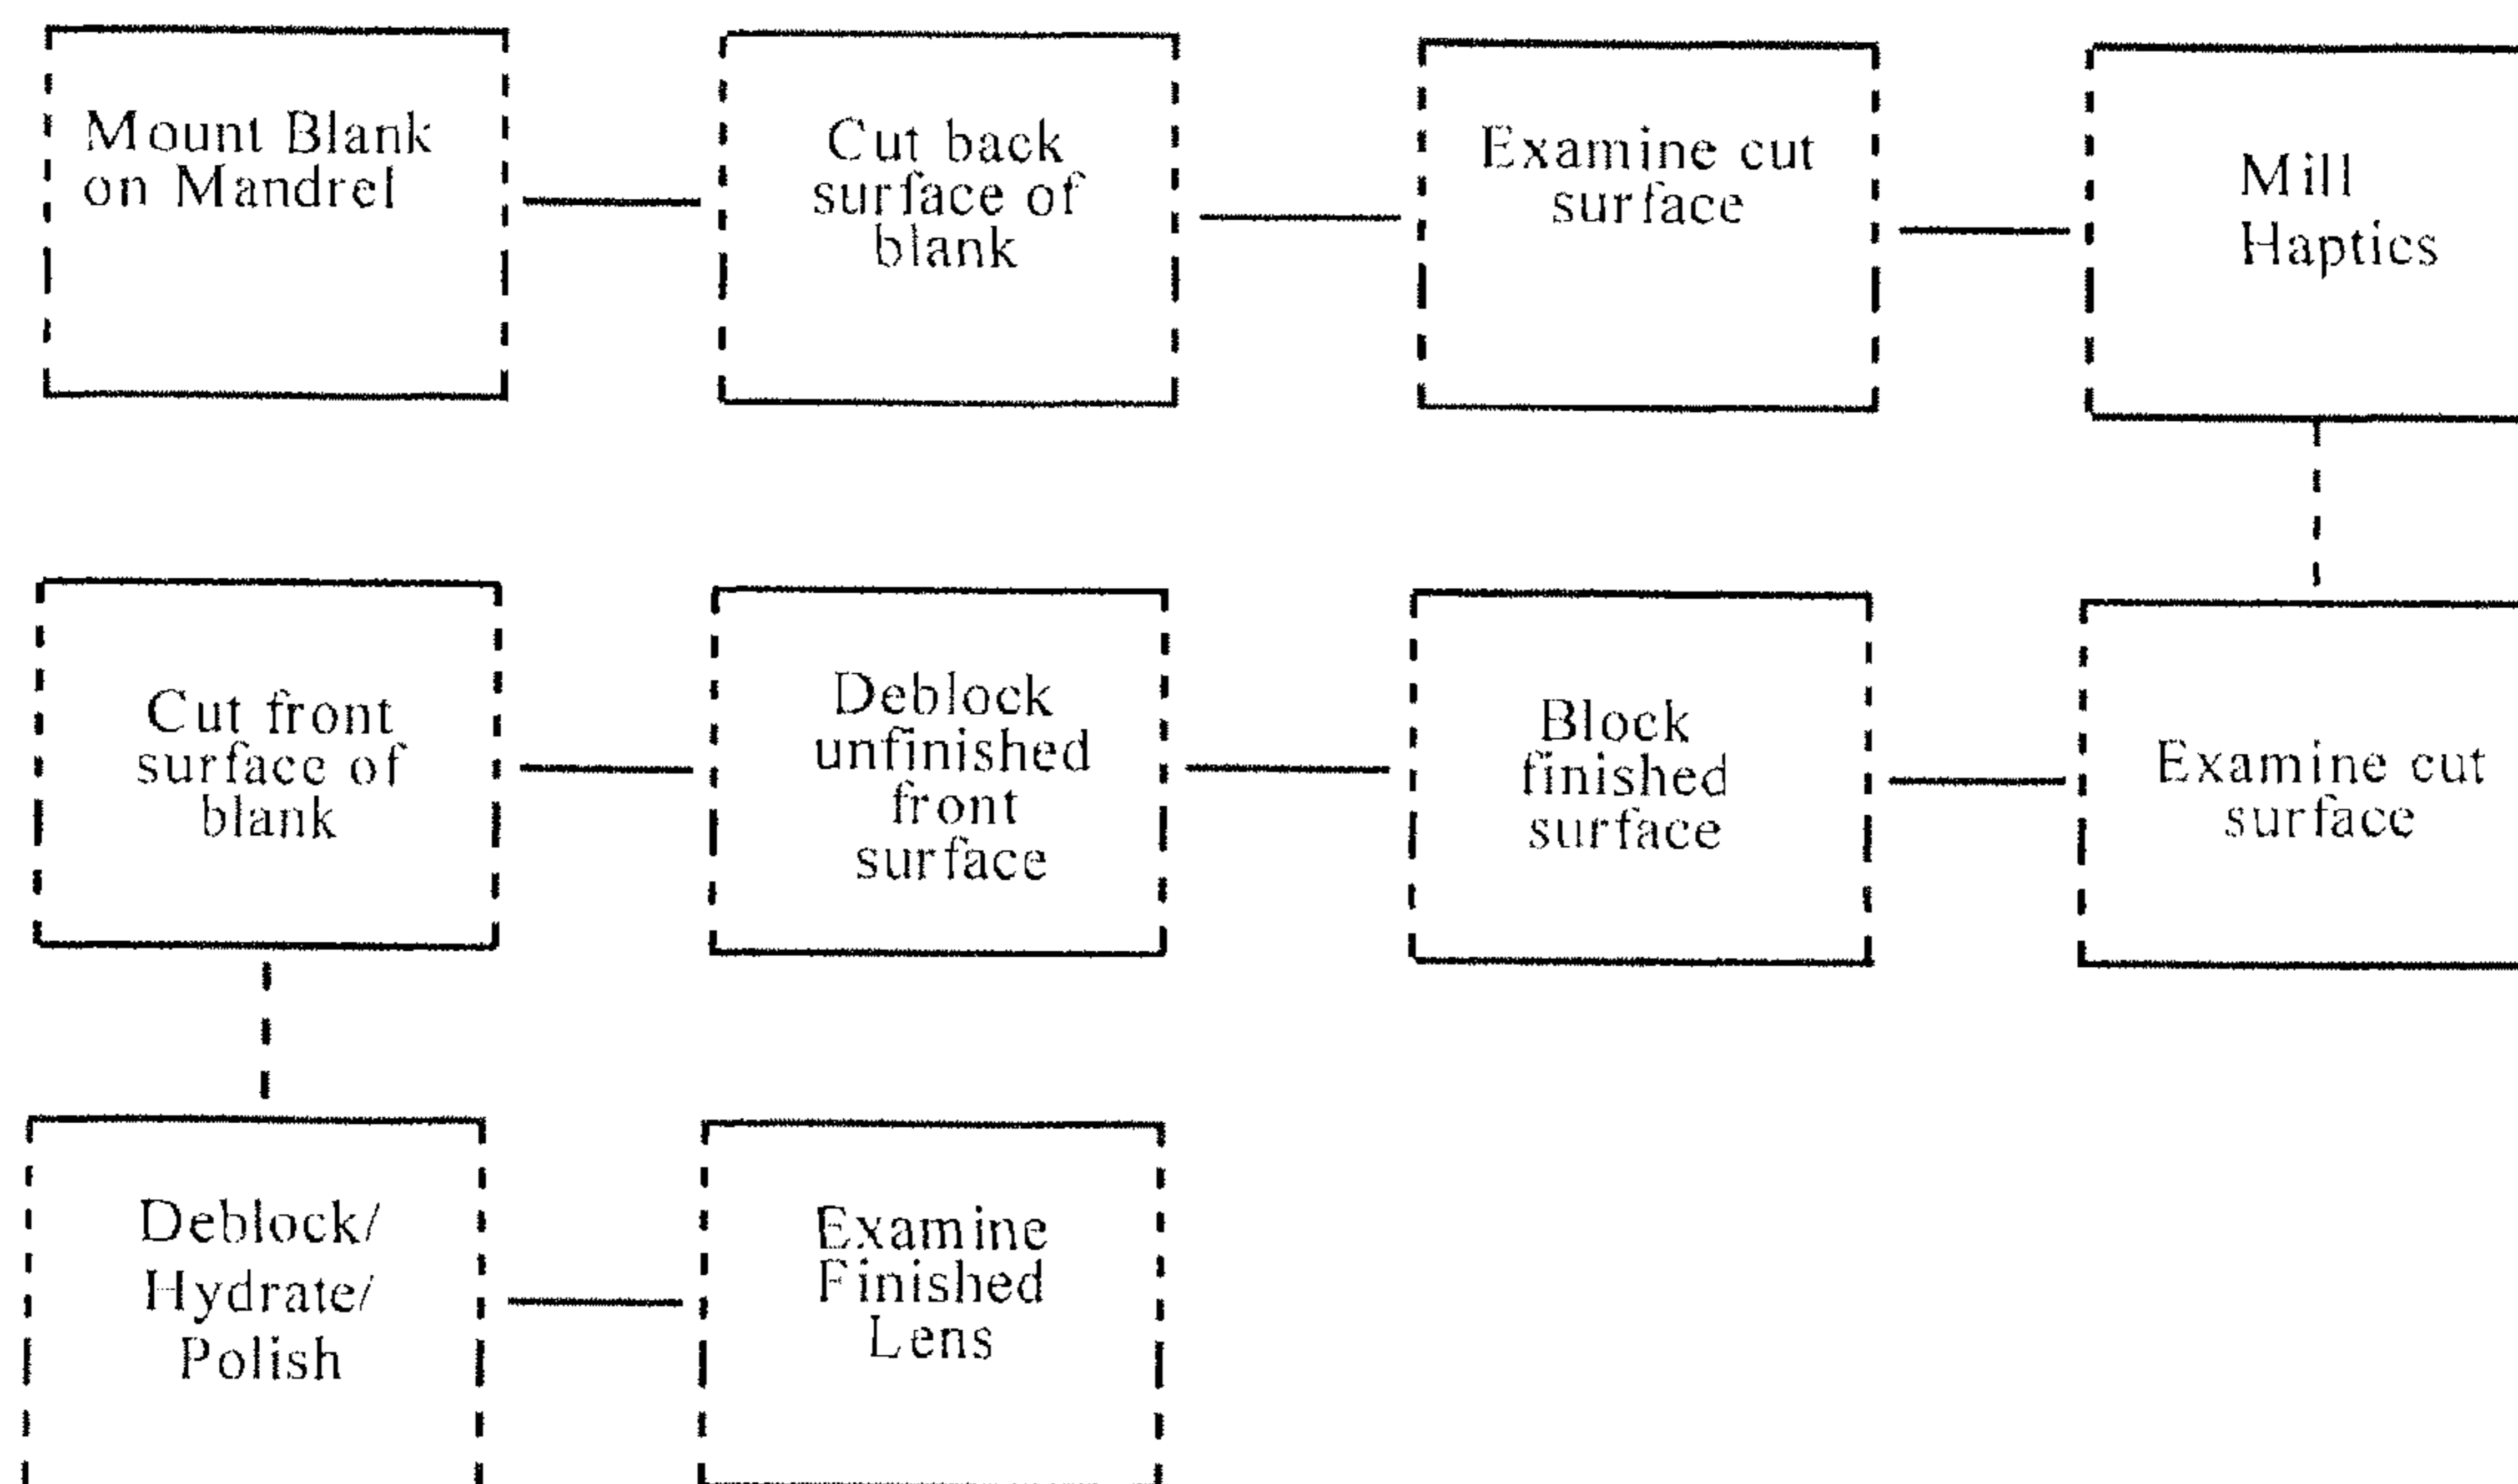 Mount Blank
on Mandrel
Cut back
surface of
blank
Examine cut
surface
Mill
Haptics
Cut front
surface of
blank
Deblock
unfinished
front
surface
Block
finished
surface
Examine cut
surface
Deblock/
Hydrate/
Polish
Examine
Finished
Lens